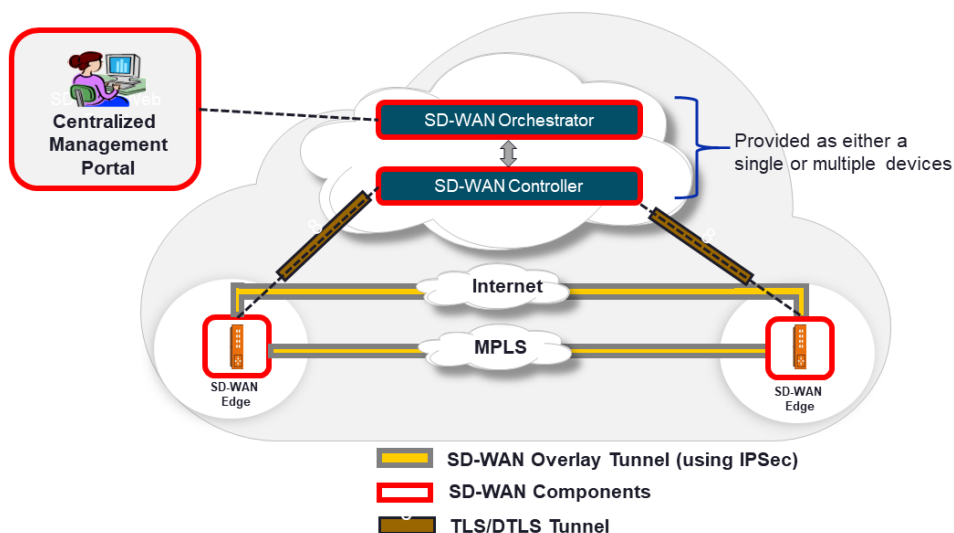 SD-WAN Orchestrator
SD-WAN Controller
Centralized
Management
Portal
Provided as either a
single or multiple devices
Internet
MPLS
SD-WAN
Edge
SD-WAN
Edge
SD-WAN Overlay Tunnel (using IPSec)
SD-WAN Components
TLS/DTLS Tunnel